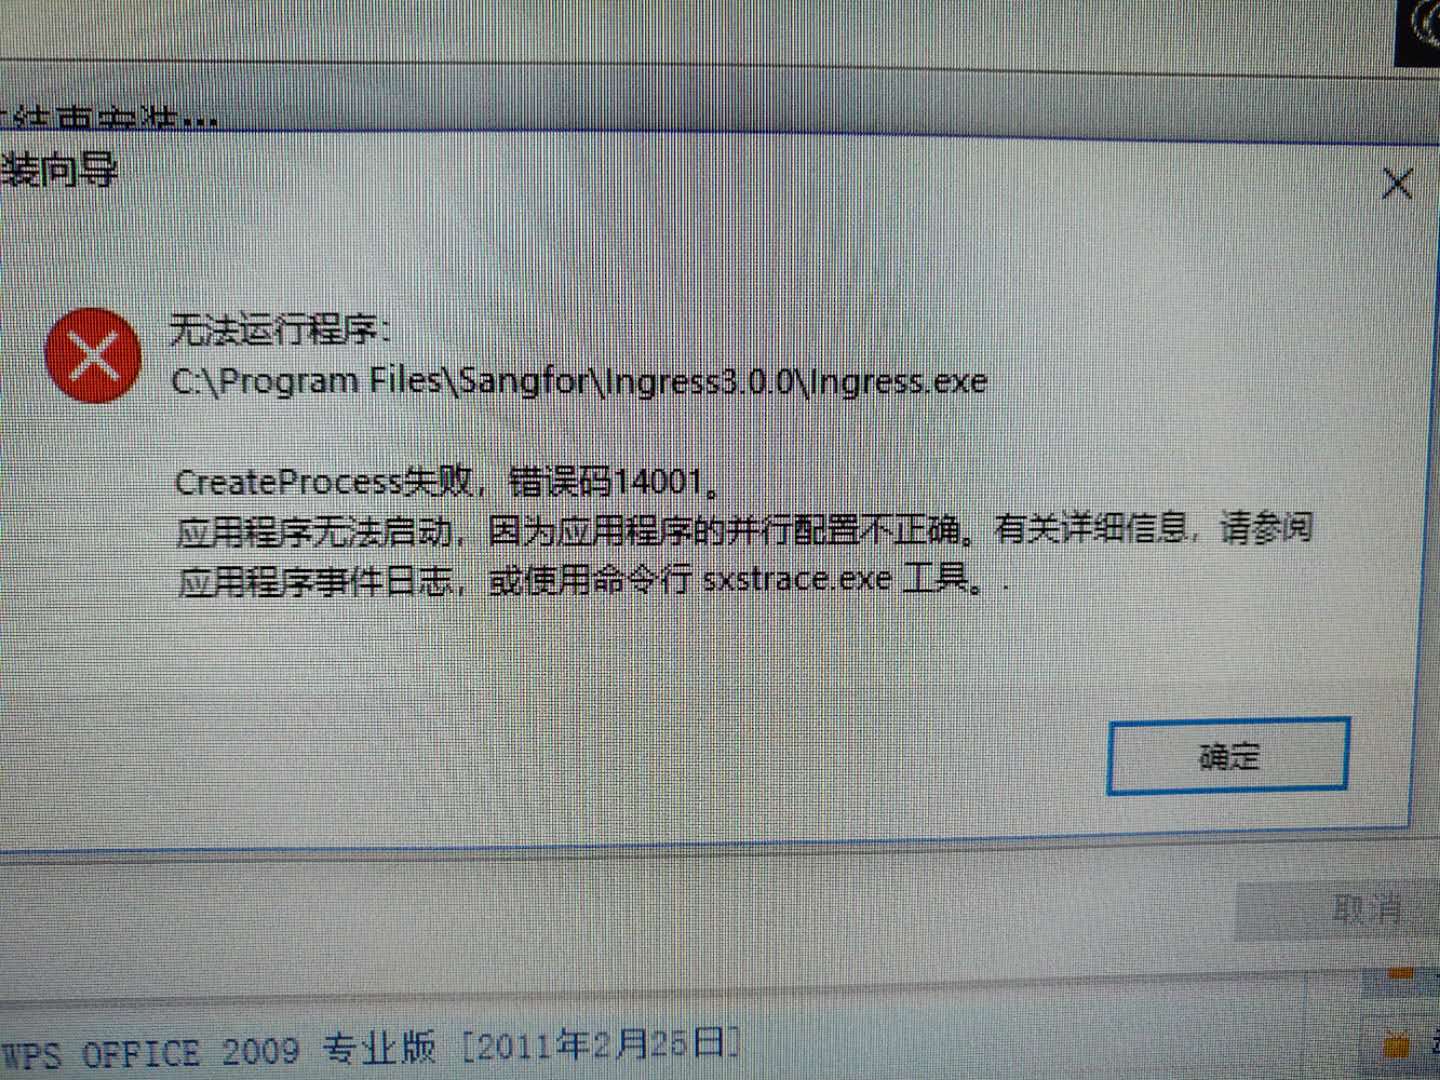 结束安装...
装向导
无法运行程序:
C:\Program Files\Sangfor\Ingress3.0.0\Ingress.exe
CreateProcess失败，错误码14001。
应用程序无法启动，因为应用程序的并行配置不正确。有关详细信息，请参阅
应用程序事件日志，或使用命令行 sxstrace.exe 工具。.
确定
取消
WPS OFFICE 2009 专业版 [2011年2月25日]